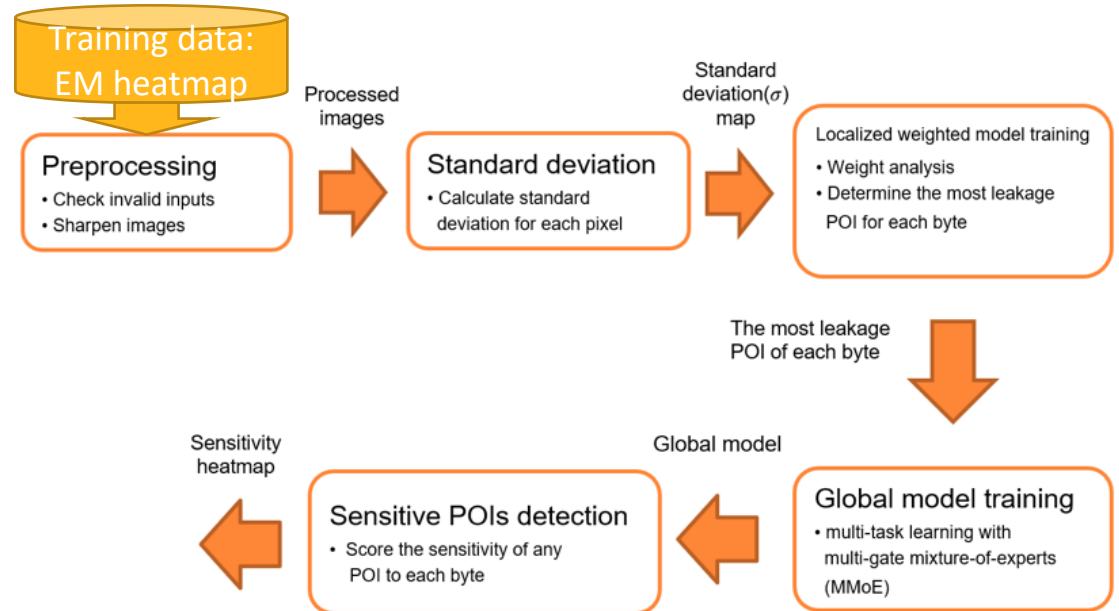 Training data:
EM heatmap
Processed
images
Standard
deviation(σ)
map
Preprocessing
• Check invalid inputs
• Sharpen images
Standard deviation
• Calculate standard
deviation for each pixel
Localized weighted model training
• Weight analysis
• Determine the most leakage
POI for each byte
The most leakage
POI of each byte
Global model training
• multi-task learning with
multi-gate mixture-of-experts
(MMoE)
Global model
Sensitive POIs detection
• Score the sensitivity of any
POI to each byte
Sensitivity
heatmap